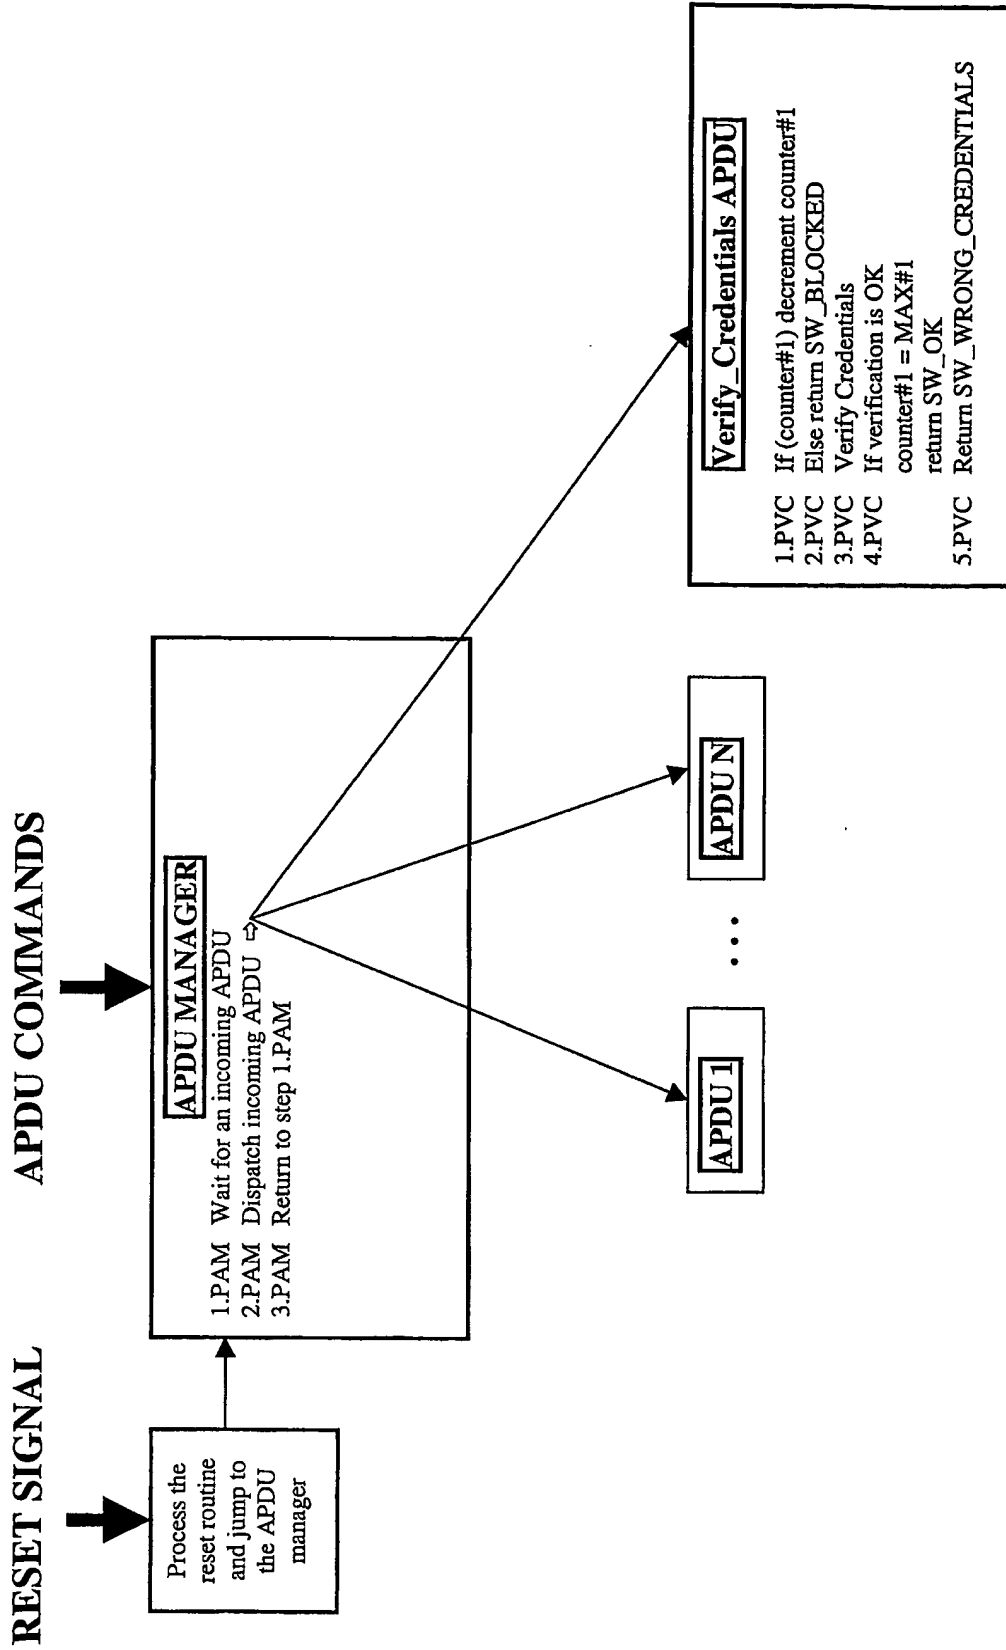 RESET SIGNAL
APDU COMMANDS
Process the
reset routine
and jump to
the APDU
manager
APDU MANAGER
1.PAM Wait for an incoming APDU
2.PAM Dispatch incoming APDU ⇨
3.PAM Return to step 1.PAM
APDU 1
...
APDU N
Verify_Credentials APDU
1.PVC If (counter#1) decrement counter#1
2.PVC Else return SW_BLOCKED
3.PVC Verify Credentials
4.PVC If verification is OK
counter#1 = MAX#1
return SW_OK
5.PVC Return SW_WRONG_CREDENTIALS